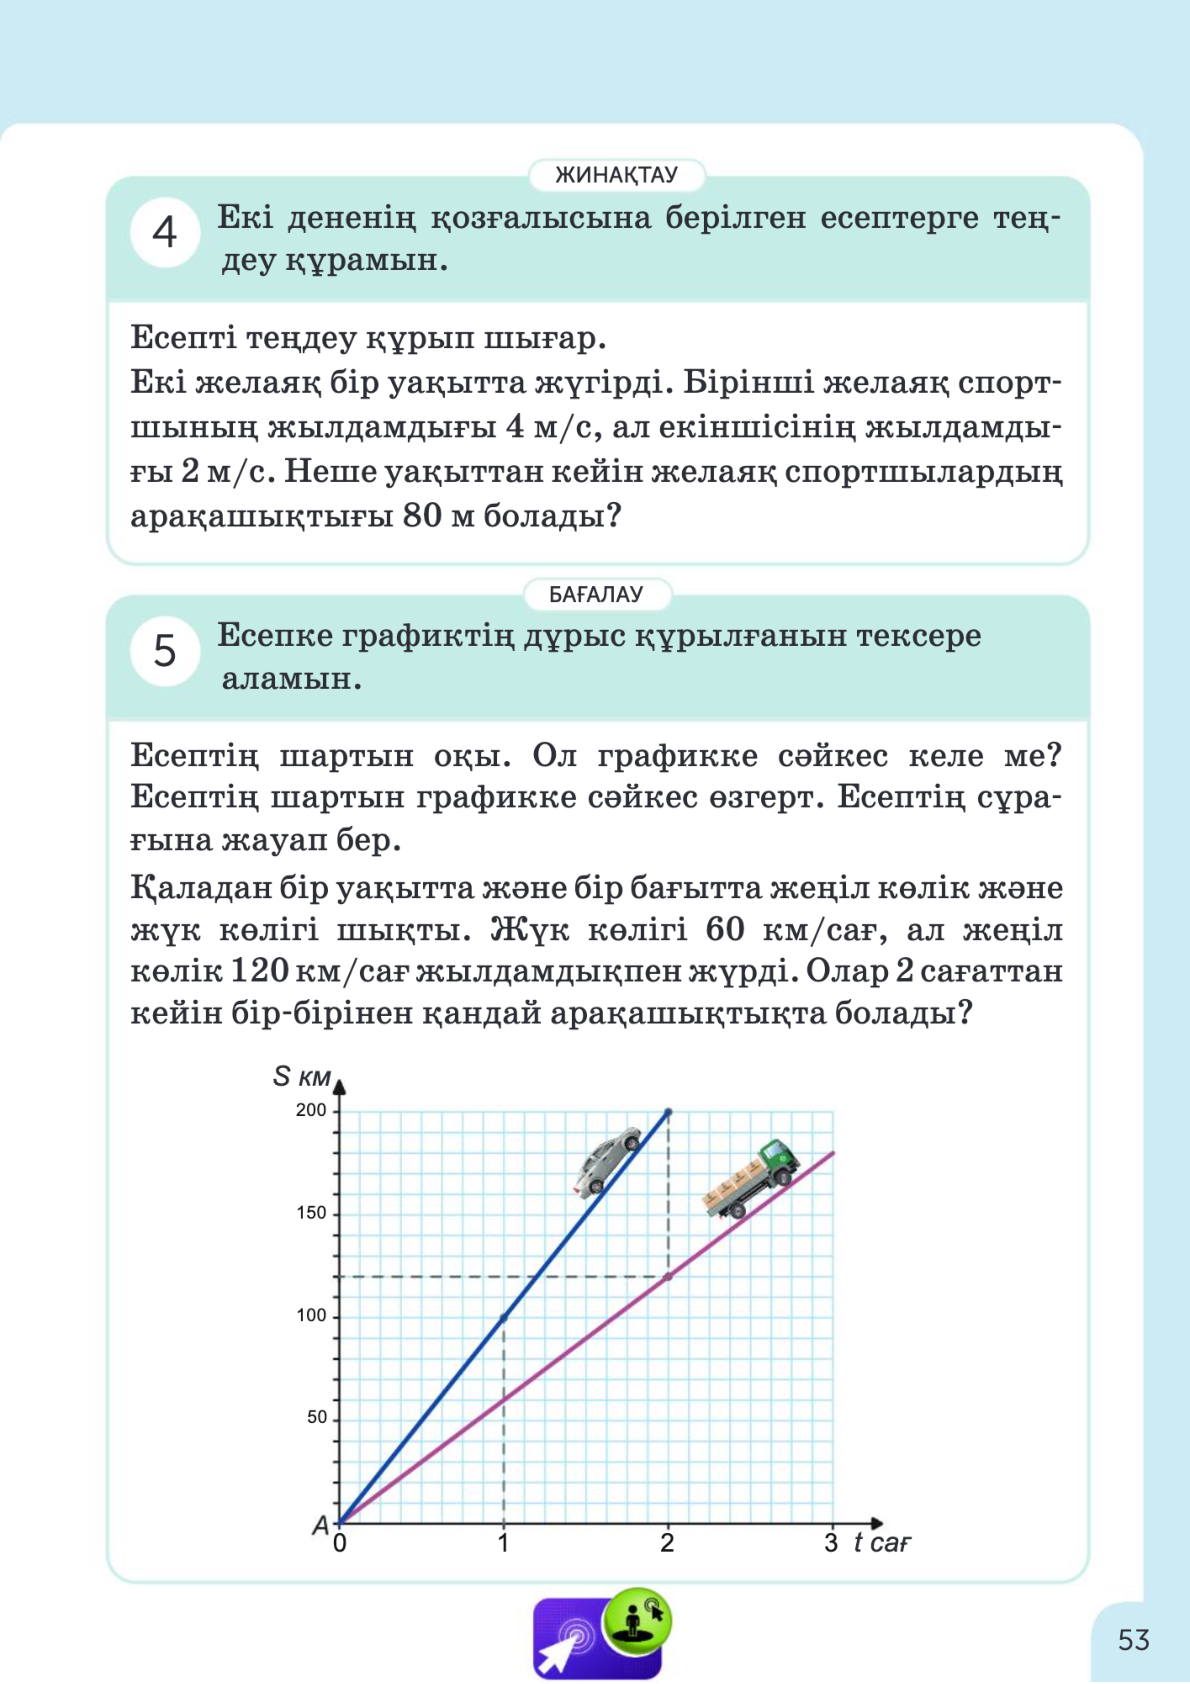 ЖИНАҚТАУ
4
Екі дененің қозғалысына берілген есептерге тең-
деу құрамын.
Есепті теңдеу құрып шығар.
Екі желаяқ бір уақытта жүгірді. Бірінші желаяқ спорт-
шының жылдамдығы 4 м/с, ал екіншісінің жылдамды-
ғы 2 м/с. Неше уақыттан кейін желаяқ спортшылардың
арақашықтығы 80 м болады?
БАҒАЛАУ
5
Есепке графиктің дұрыс құрылғанын тексере
аламын.
Есептің шартын оқы. Ол графикке сәйкес келе ме?
Есептің шартын графикке сәйкес өзгерт. Есептің сұра-
ғына жауап бер.
Қаладан бір уақытта және бір бағытта жеңіл көлік және
жүк көлігі шықты. Жүк көлігі 60 км/сағ, ал жеңіл
көлік 120 км/сағ жылдамдықпен жүрді. Олар 2 сағаттан
кейін бір-бірінен қандай арақашықтықта болады?
S км
200
150
100
50
A
0 1 2 3 t сағ
53